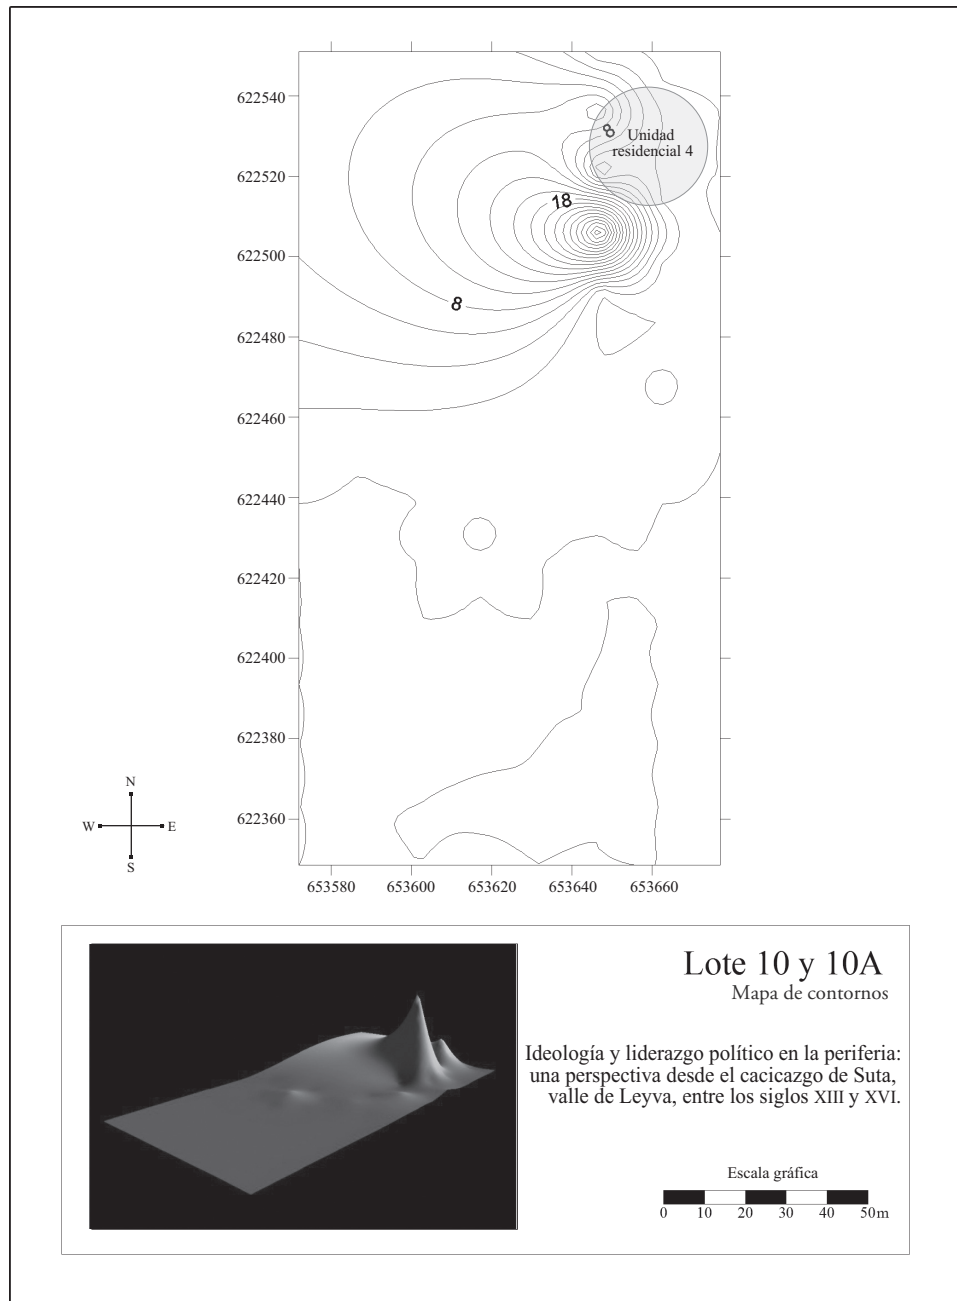 622540
8
Unidad
residencial 4
622520
18
622500
8
622480
622460
622440
622420
622400
622380
622360
N
W
E
S
653580
653600
653620
653640
653660
Lote 10 y 10A
Mapa de contornos
Ideología y liderazgo político en la periferia:
una perspectiva desde el cacicazgo de Suta,
valle de Leyva, entre los siglos XIII y XVI.
Escala gráfica
0 10 20 30 40 50m